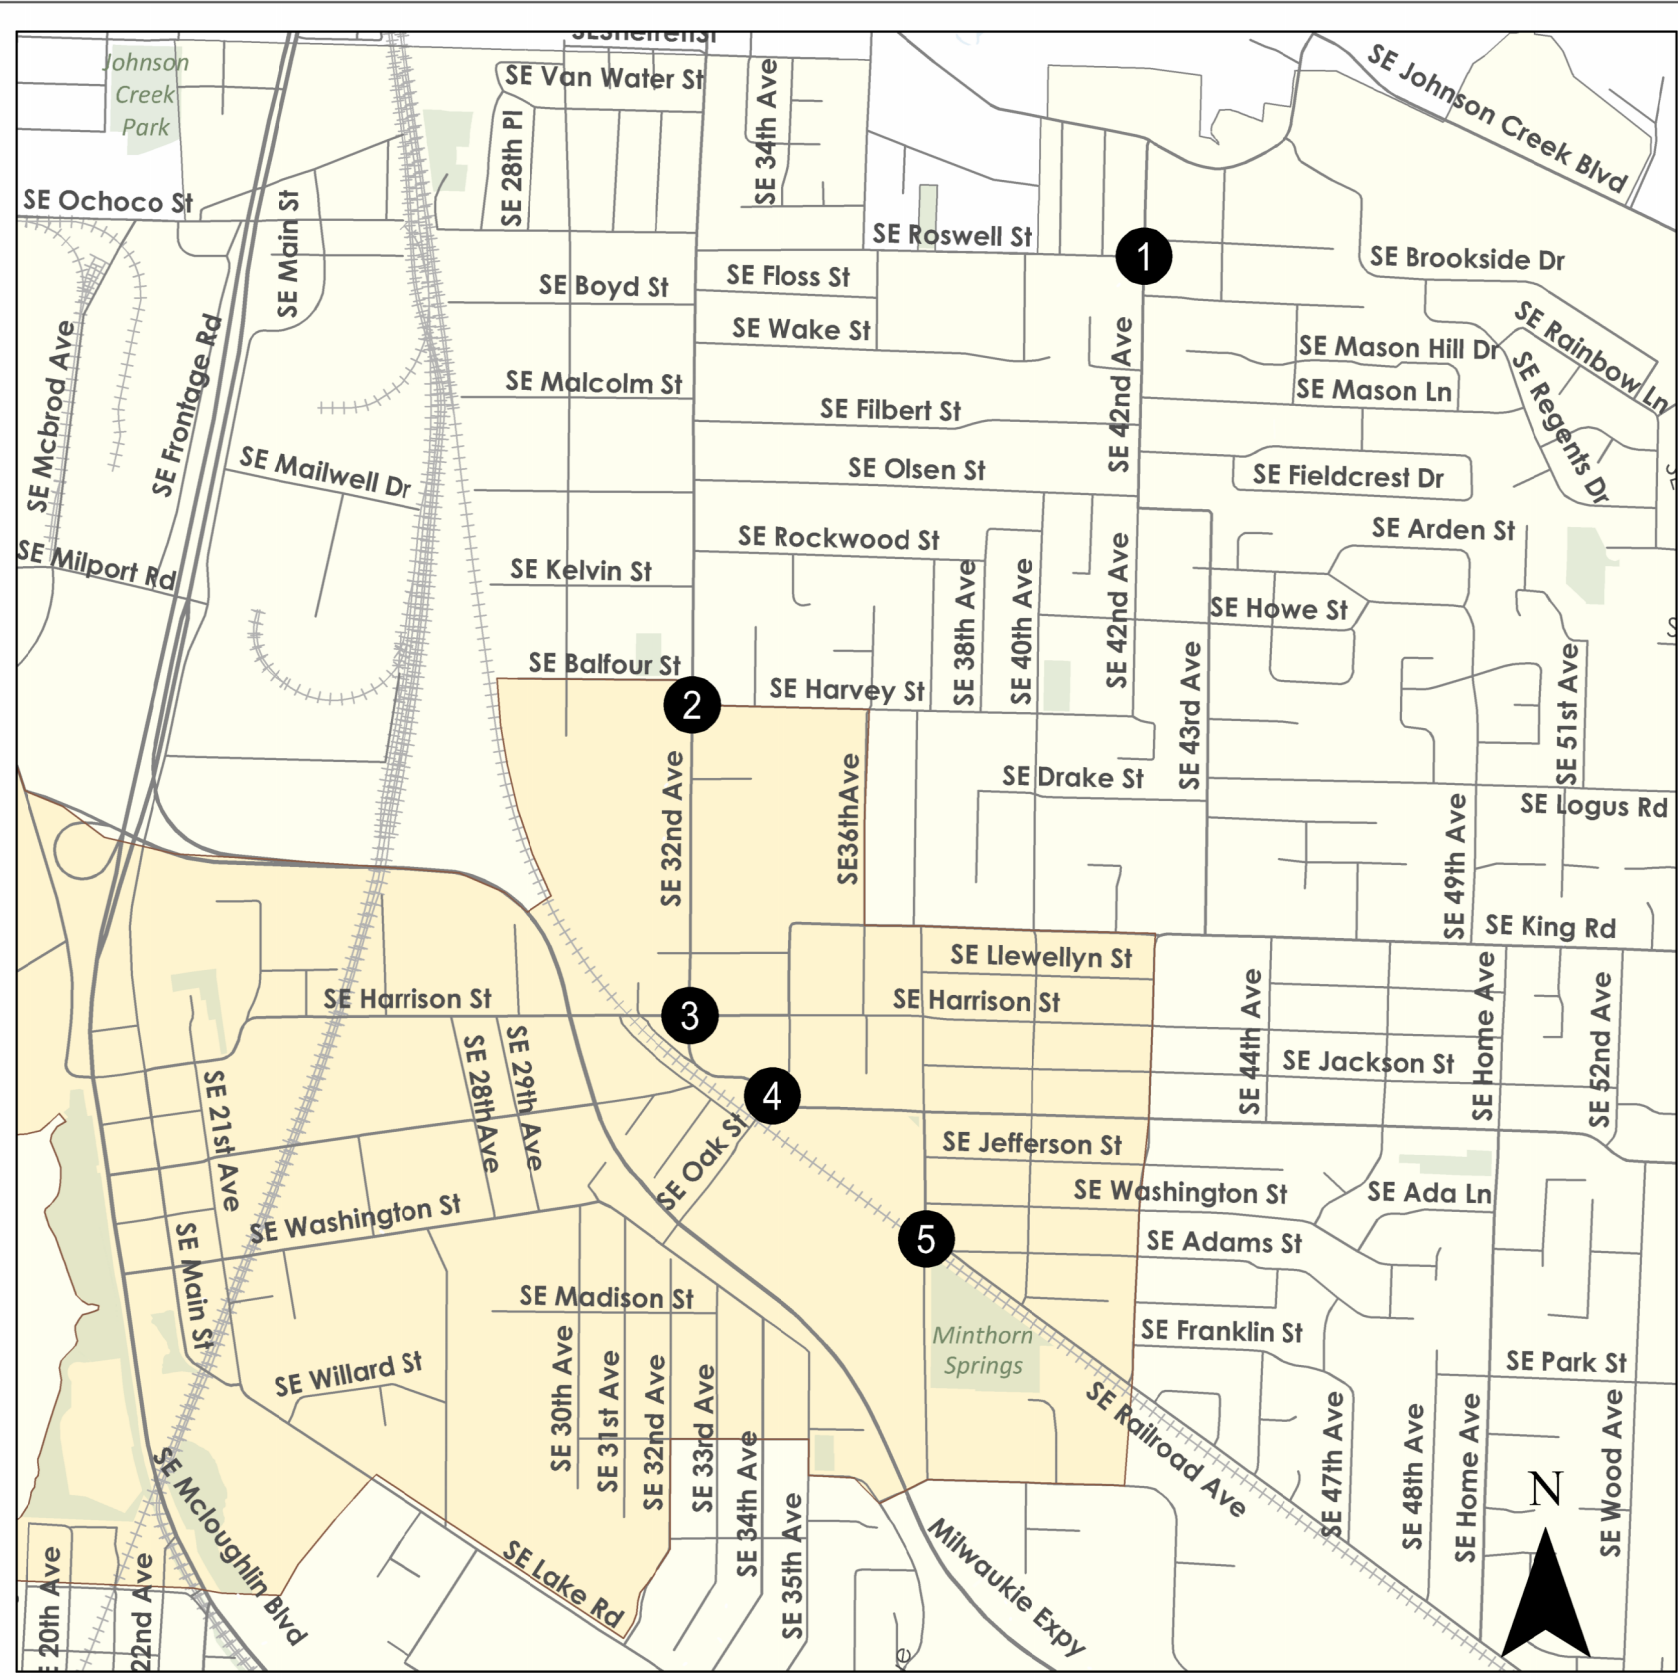 Johnson
Creek
Park
SE Van Water St
SE 34th Ave
SE Johnson Creek Blvd
SE 28th Pl
SE Ochoco St
SE Main St
SE Roswell St
1
SE Brookside Dr
SE Boyd St
SE Floss St
SE Wake St
SE Rainbow Ln
SE Mcbrod Ave
SE Frontage Rd
SE Malcolm St
SE Filbert St
SE 42nd Ave
SE Mason Hill Dr
SE Mason Ln
SE Regents Dr
SE Mailwell Dr
SE Olsen St
SE Fieldcrest Dr
SE Milport Rd
SE Rockwood St
SE Arden St
SE Kelvin St
SE 38th Ave
SE 40th Ave
SE 42nd Ave
SE Howe St
SE Balfour St
SE Harvey St
SE 43rd Ave
SE 51st Ave
2
SE 32nd Ave
SE36thAve
SE Drake St
SE Logus Rd
SE 49th Ave
SE King Rd
SE Llewellyn St
SE Harrison St
3
SE Harrison St
SE 44th Ave
SE Home Ave
SE 52nd Ave
SE 28thAve
SE 29th Ave
SE Jackson St
4
SE 21st Ave
SE Oak St
SE Jefferson St
SE Washington St
SE Ada Ln
SE Washington St
5
SE Adams St
SE Main St
SE Madison St
Minthorn
Springs
SE Franklin St
SE Park St
SE Willard St
SE 30th Ave
SE 31st Ave
SE 32nd Ave
SE 33rd Ave
SE 34th Ave
SE 35th Ave
SE Railroad Ave
SE 47th Ave
SE 48th Ave
SE Home Ave
SE Wood Ave
N
SE Mcloughlin Blvd
SE Lake Rd
Milwaukie Expy
20th Ave
22nd Ave